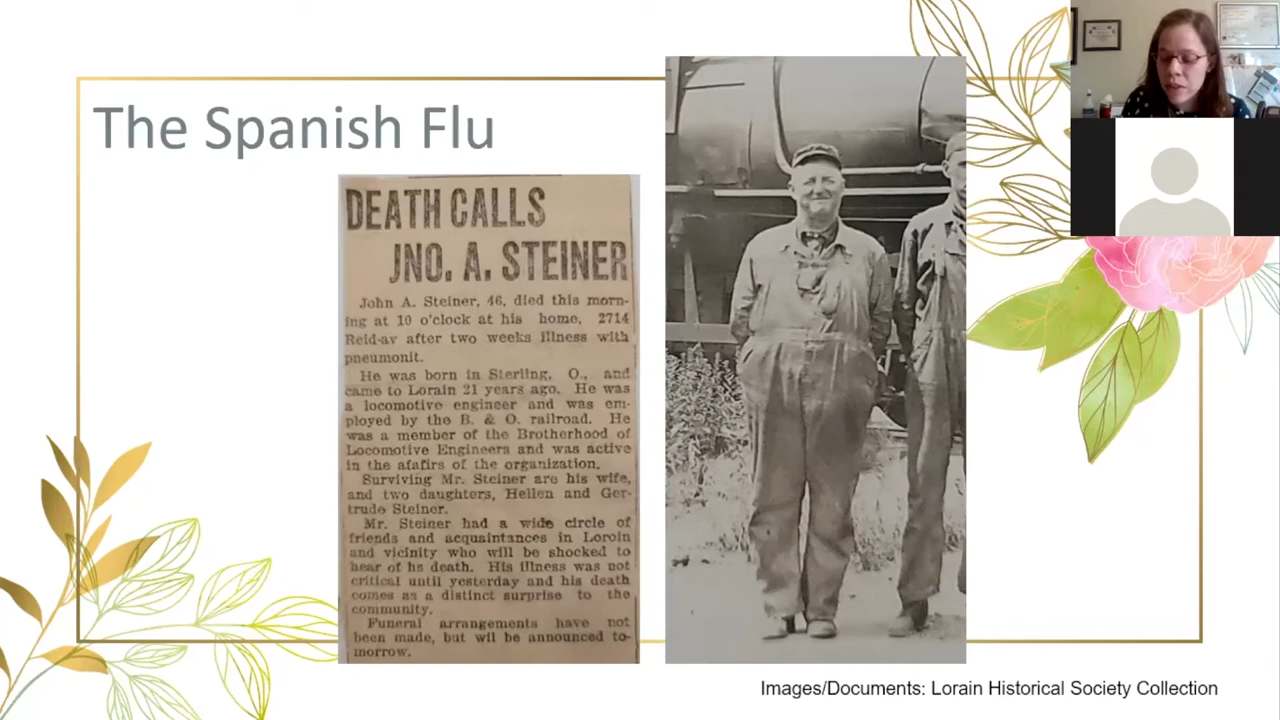 The Spanish Flu
DEATH CALLS
JNO. A. STEINER
John A. Steiner, 46, died this morn-
ing at 10 o'clock at his home, 2714
Reid-av after two weeks illness with
pneumonit.
He was born in Sterling, O., and
came to Lorain 21 years ago. He was
a locomotive engineer and was em-
ployed by the B. & O. railroad. He
was a member of the Brotherhood of
Locomotive Engineers and was active
in the afafirs of the organization.
Surviving Mr. Steiner are his wife,
and two daughters, Hellen and Ger-
trude Steiner.
Mr. Steiner had a wide circle of
friends and acquaintances in Loroin
and vicinity who will be shocked to
hear of hs death. His illness was not
critical until yesterday and his death
comes as a distinct surprise to the
community.
Funeral arrangements have not
been made, but wil be announced to-
morrow.
Images/Documents: Lorain Historical Society Collection